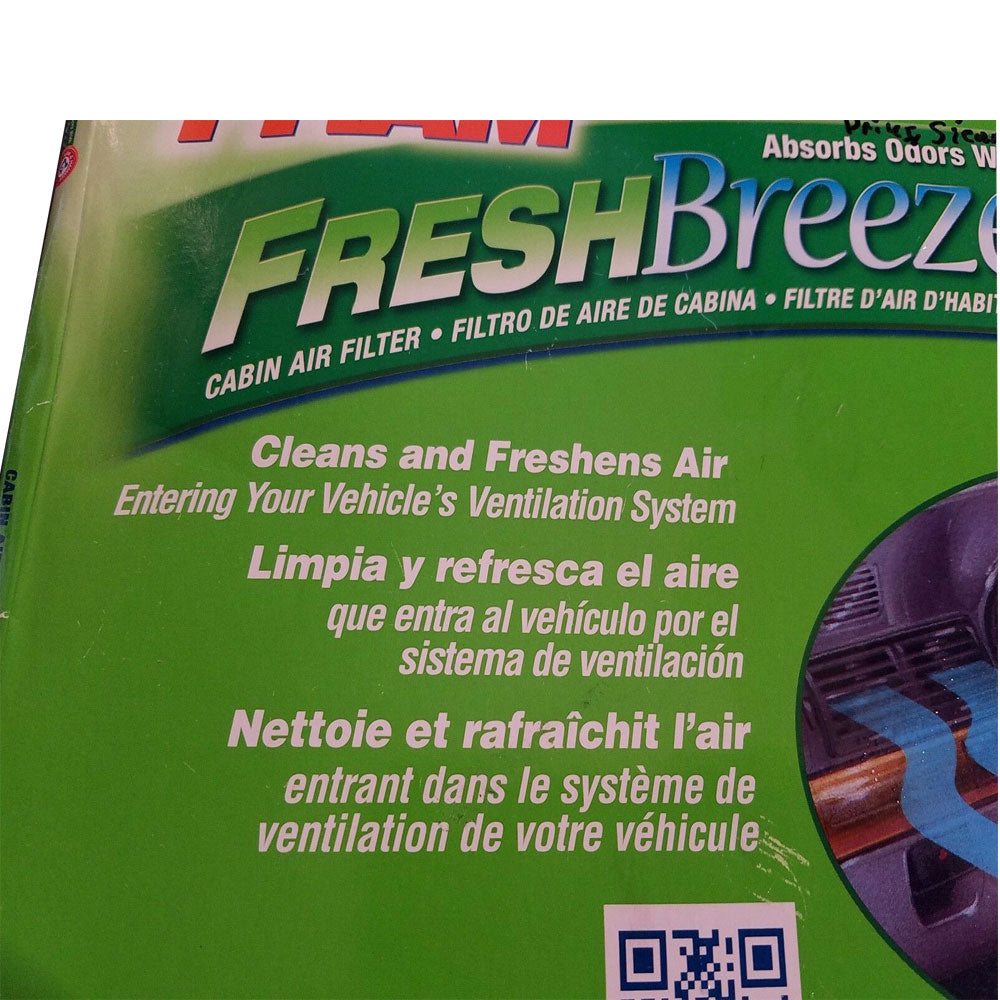 Absorbs Odors
FRESH Breeze
CABIN AIR FILTER • FILTRO DE AIRE DE CABINA • FILTRE D'AIR
Cleans and Freshens Air
Entering Your Vehicle's Ventilation System
Limpia y refresca el aire
que entra al vehículo por el
sistema de ventilación
Nettoie et rafraîchit l'air
entrant dans le système de
ventilation de votre véhicule